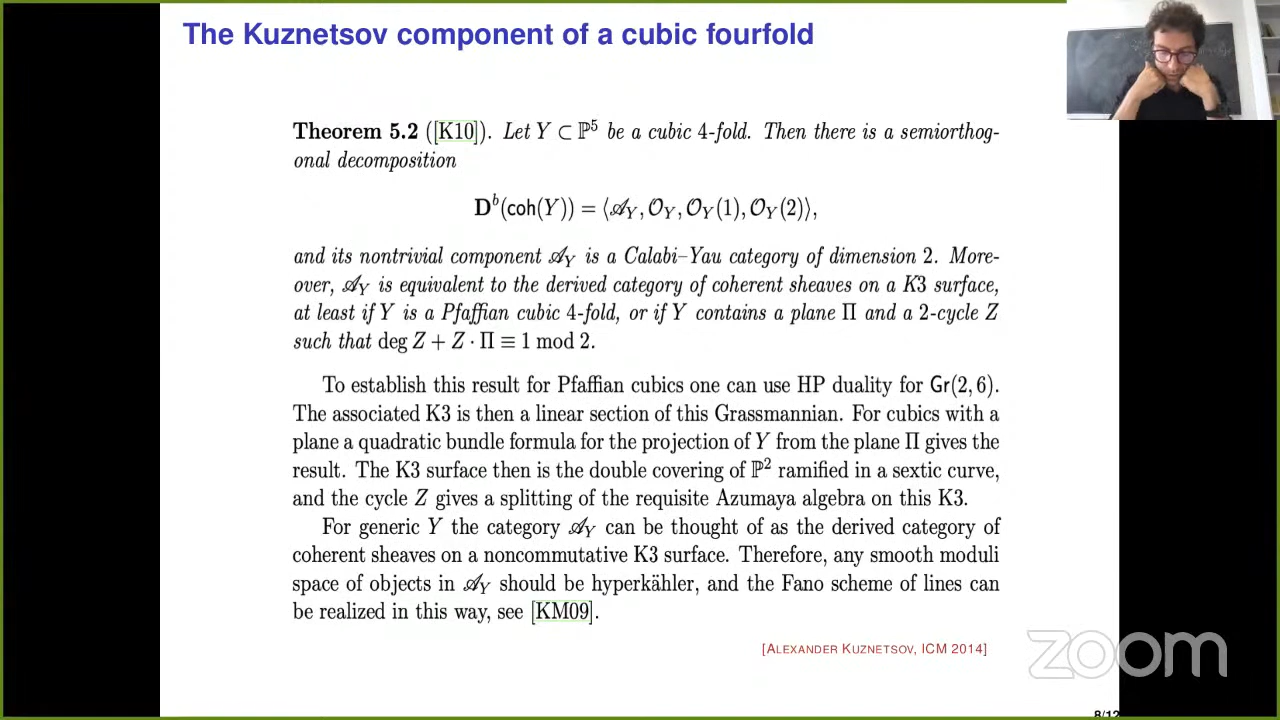 The Kuznetsov component of a cubic fourfold
Theorem 5.2 ([K10]). Let Y ⊂ ℙ⁵ be a cubic 4-fold. Then there is a semiorthog-
onal decomposition
Dᵇ(coh(Y)) = ⟨𝒜_Y, 𝒪_Y, 𝒪_Y(1), 𝒪_Y(2)⟩,
and its nontrivial component 𝒜_Y is a Calabi–Yau category of dimension 2. More-
over, 𝒜_Y is equivalent to the derived category of coherent sheaves on a K3 surface,
at least if Y is a Pfaffian cubic 4-fold, or if Y contains a plane Π and a 2-cycle Z
such that deg Z + Z · Π ≡ 1 mod 2.
To establish this result for Pfaffian cubics one can use HP duality for Gr(2, 6).
The associated K3 is then a linear section of this Grassmannian. For cubics with a
plane a quadratic bundle formula for the projection of Y from the plane Π gives the
result. The K3 surface then is the double covering of ℙ² ramified in a sextic curve,
and the cycle Z gives a splitting of the requisite Azumaya algebra on this K3.
For generic Y the category 𝒜_Y can be thought of as the derived category of
coherent sheaves on a noncommutative K3 surface. Therefore, any smooth moduli
space of objects in 𝒜_Y should be hyperkähler, and the Fano scheme of lines can
be realized in this way, see [KM09].
[ALEXANDER KUZNETSOV, ICM 2014]
zoom
8/12